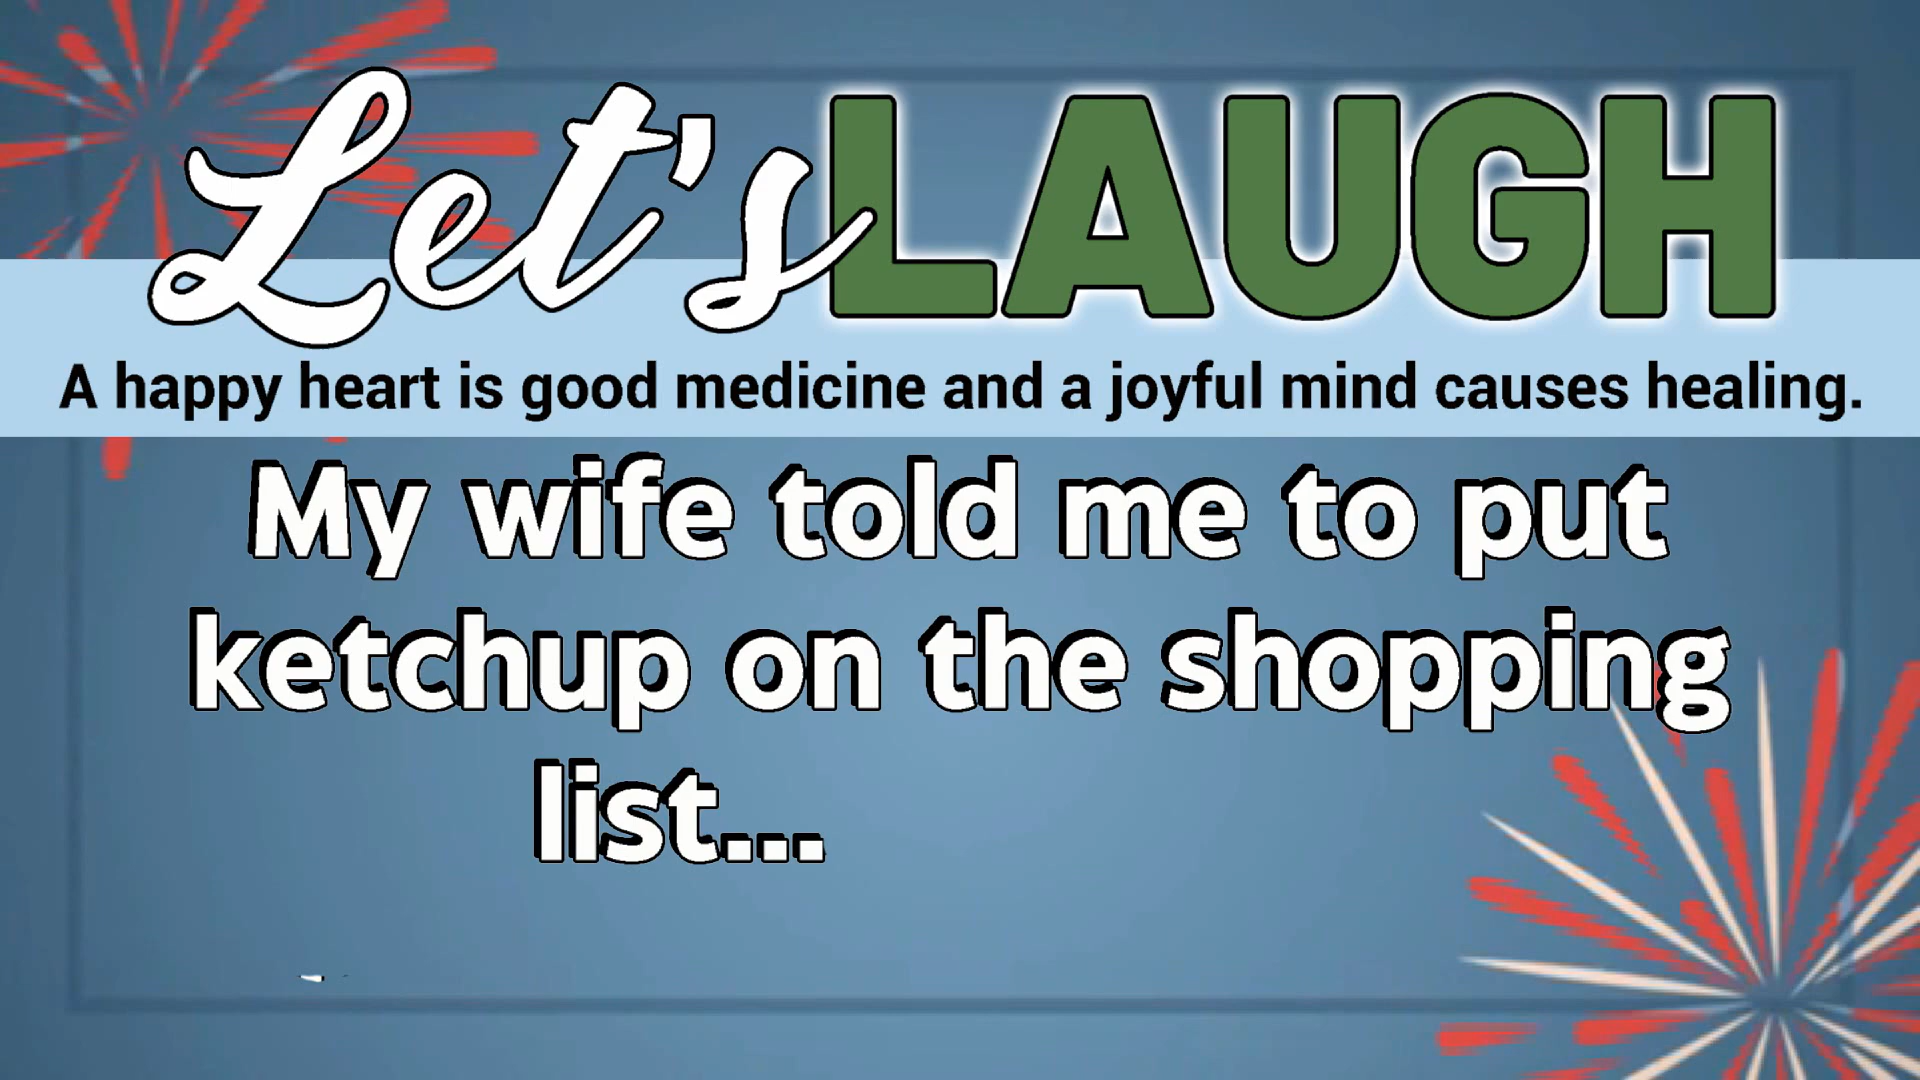 Let's LAUGH
A happy heart is good medicine and a joyful mind causes healing.
My wife told me to put
ketchup on the shopping
list...